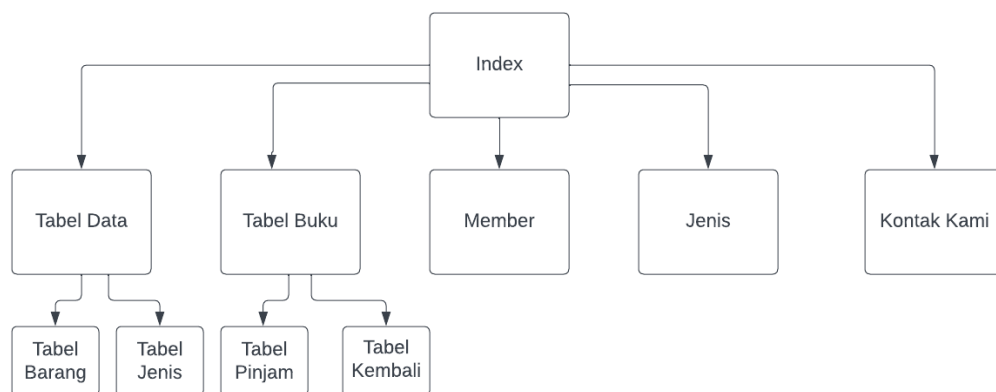 Index
Tabel Data
Tabel Buku
Member
Jenis
Kontak Kami
Tabel
Barang
Tabel
Jenis
Tabel
Pinjam
Tabel
Kembali